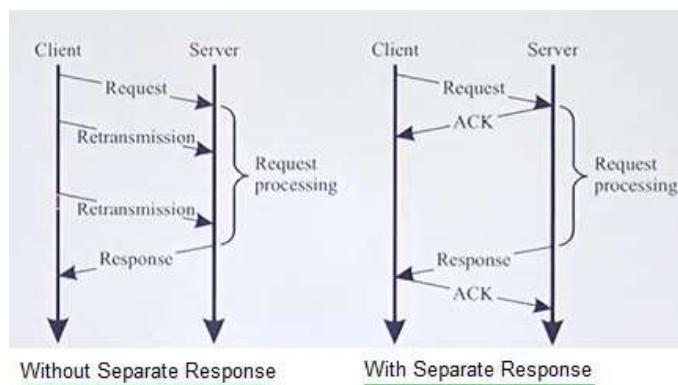 Client
Server
Request
Retransmission
Retransmission
Response
Request
processing
Client
Server
Request
ACK
Request
processing
Response
ACK
Without Separate Response
With Separate Response